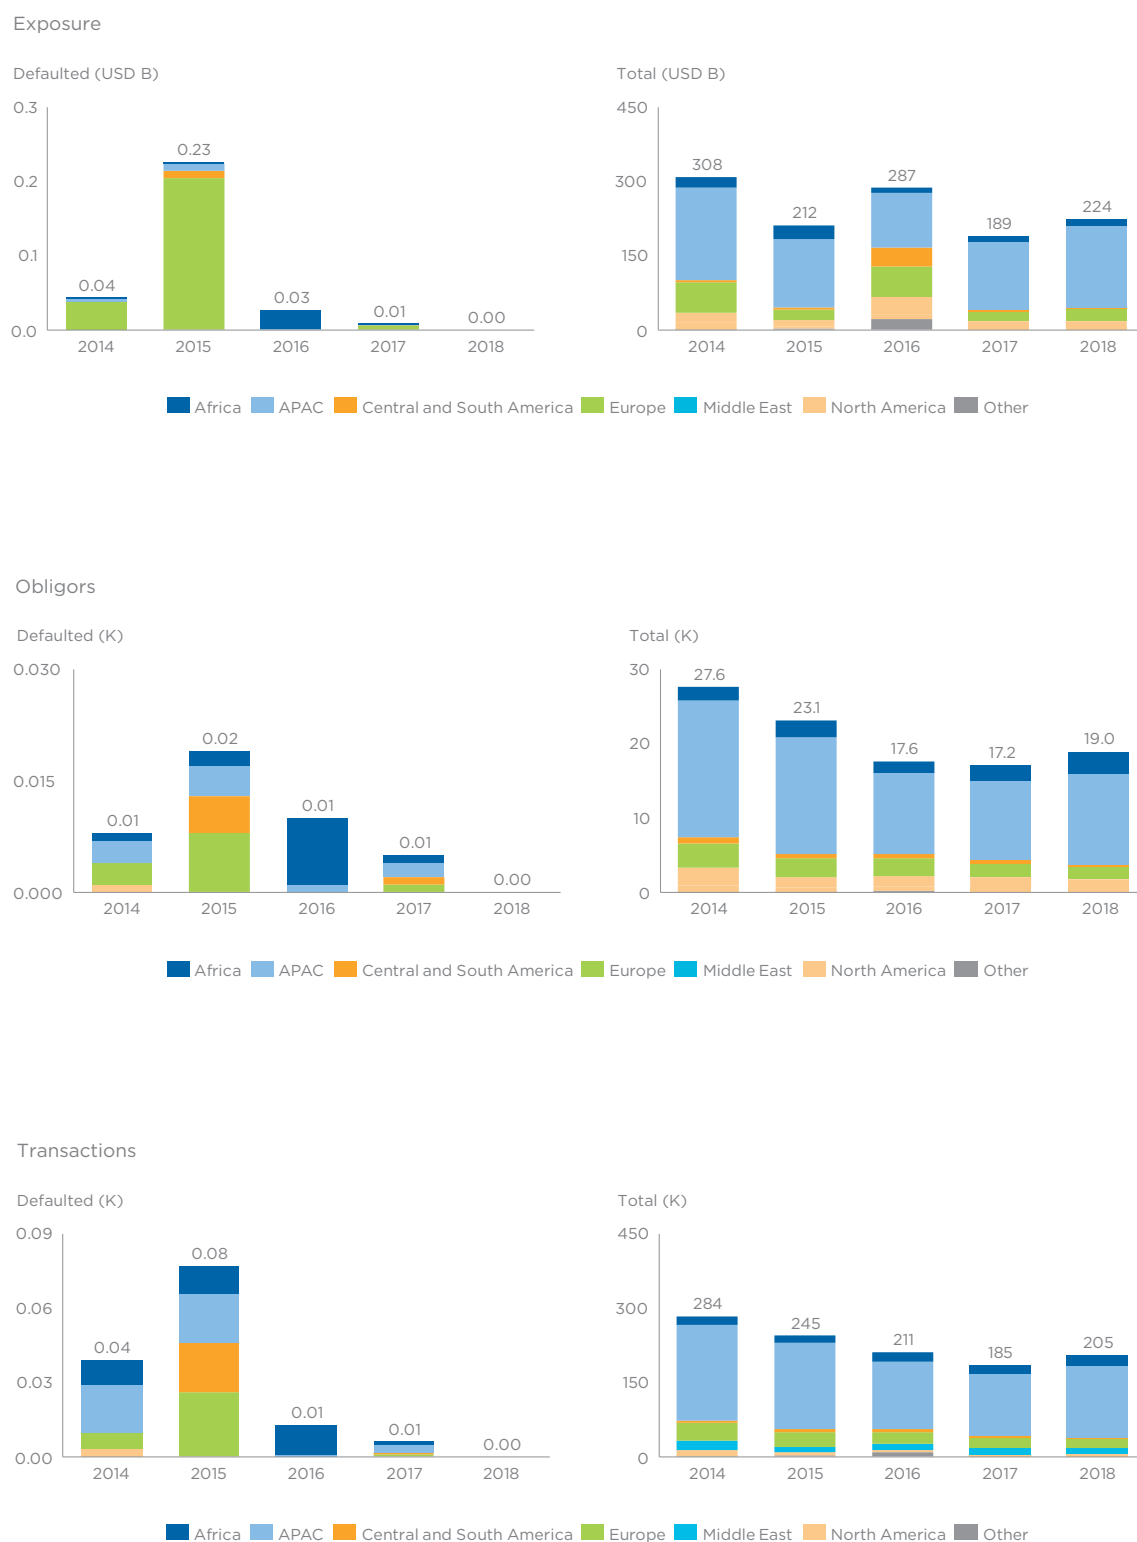 Exposure
Defaulted (USD B)
Total (USD B)
0.3
0.2
0.1
0.0
0.04
0.23
0.03
0.01
0.00
2014 2015 2016 2017 2018
450
300
150
0
308
212
287
189
224
2014 2015 2016 2017 2018
Africa APAC Central and South America Europe Middle East North America Other
Obligors
Defaulted (K)
Total (K)
0.030
0.015
0.000
0.01
0.02
0.01
0.01
0.00
2014 2015 2016 2017 2018
30
20
10
0
27.6
23.1
17.6
17.2
19.0
2014 2015 2016 2017 2018
Africa APAC Central and South America Europe Middle East North America Other
Transactions
Defaulted (K)
Total (K)
0.09
0.06
0.03
0.00
0.04
0.08
0.01
0.01
0.00
2014 2015 2016 2017 2018
450
300
150
0
284
245
211
185
205
2014 2015 2016 2017 2018
Africa APAC Central and South America Europe Middle East North America Other